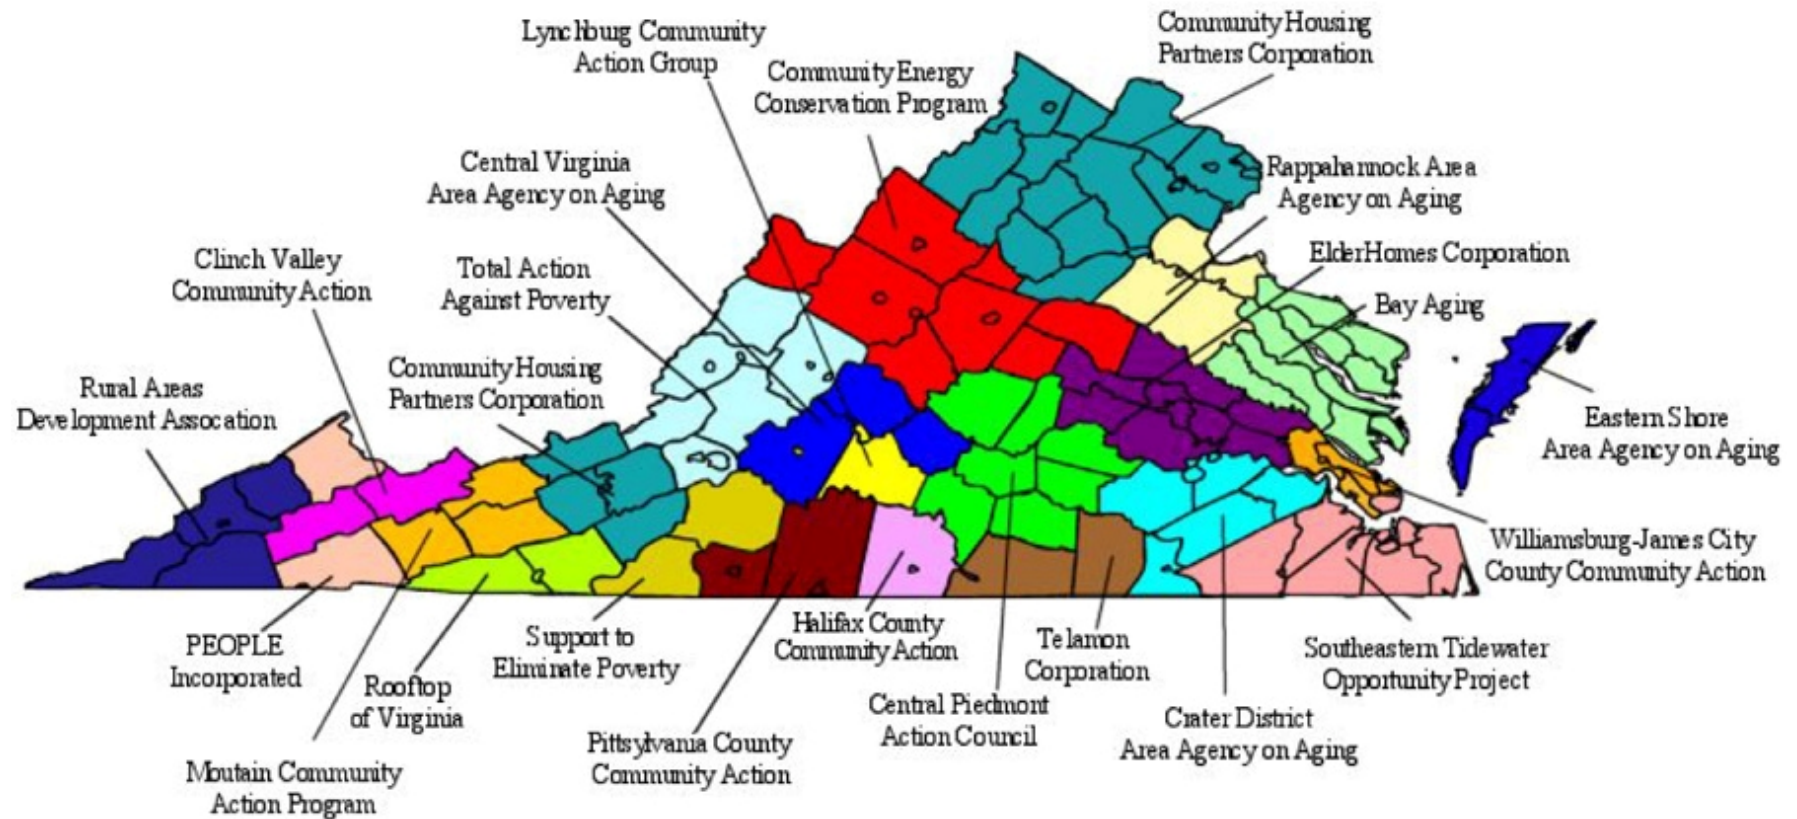 Lynchburg Community
Action Group
Community Housing
Partners Corporation
Community Energy
Conservation Program
Central Virginia
Area Agency on Aging
Rappahannock Area
Agency on Aging
Clinch Valley
Community Action
Total Action
Against Poverty
ElderHomes Corporation
Bay Aging
Community Housing
Partners Corporation
Rural Areas
Development Assocation
Eastern Shore
Area Agency on Aging
Williamsburg-James City
County Community Action
PEOPLE
Incorporated
Rooftop
of Virginia
Support to
Eliminate Poverty
Halifax County
Community Action
Telamon
Corporation
Southeastern Tidewater
Opportunity Project
Central Piedmont
Action Council
Crater District
Area Agency on Aging
Pittsylvania County
Community Action
Moutain Community
Action Program